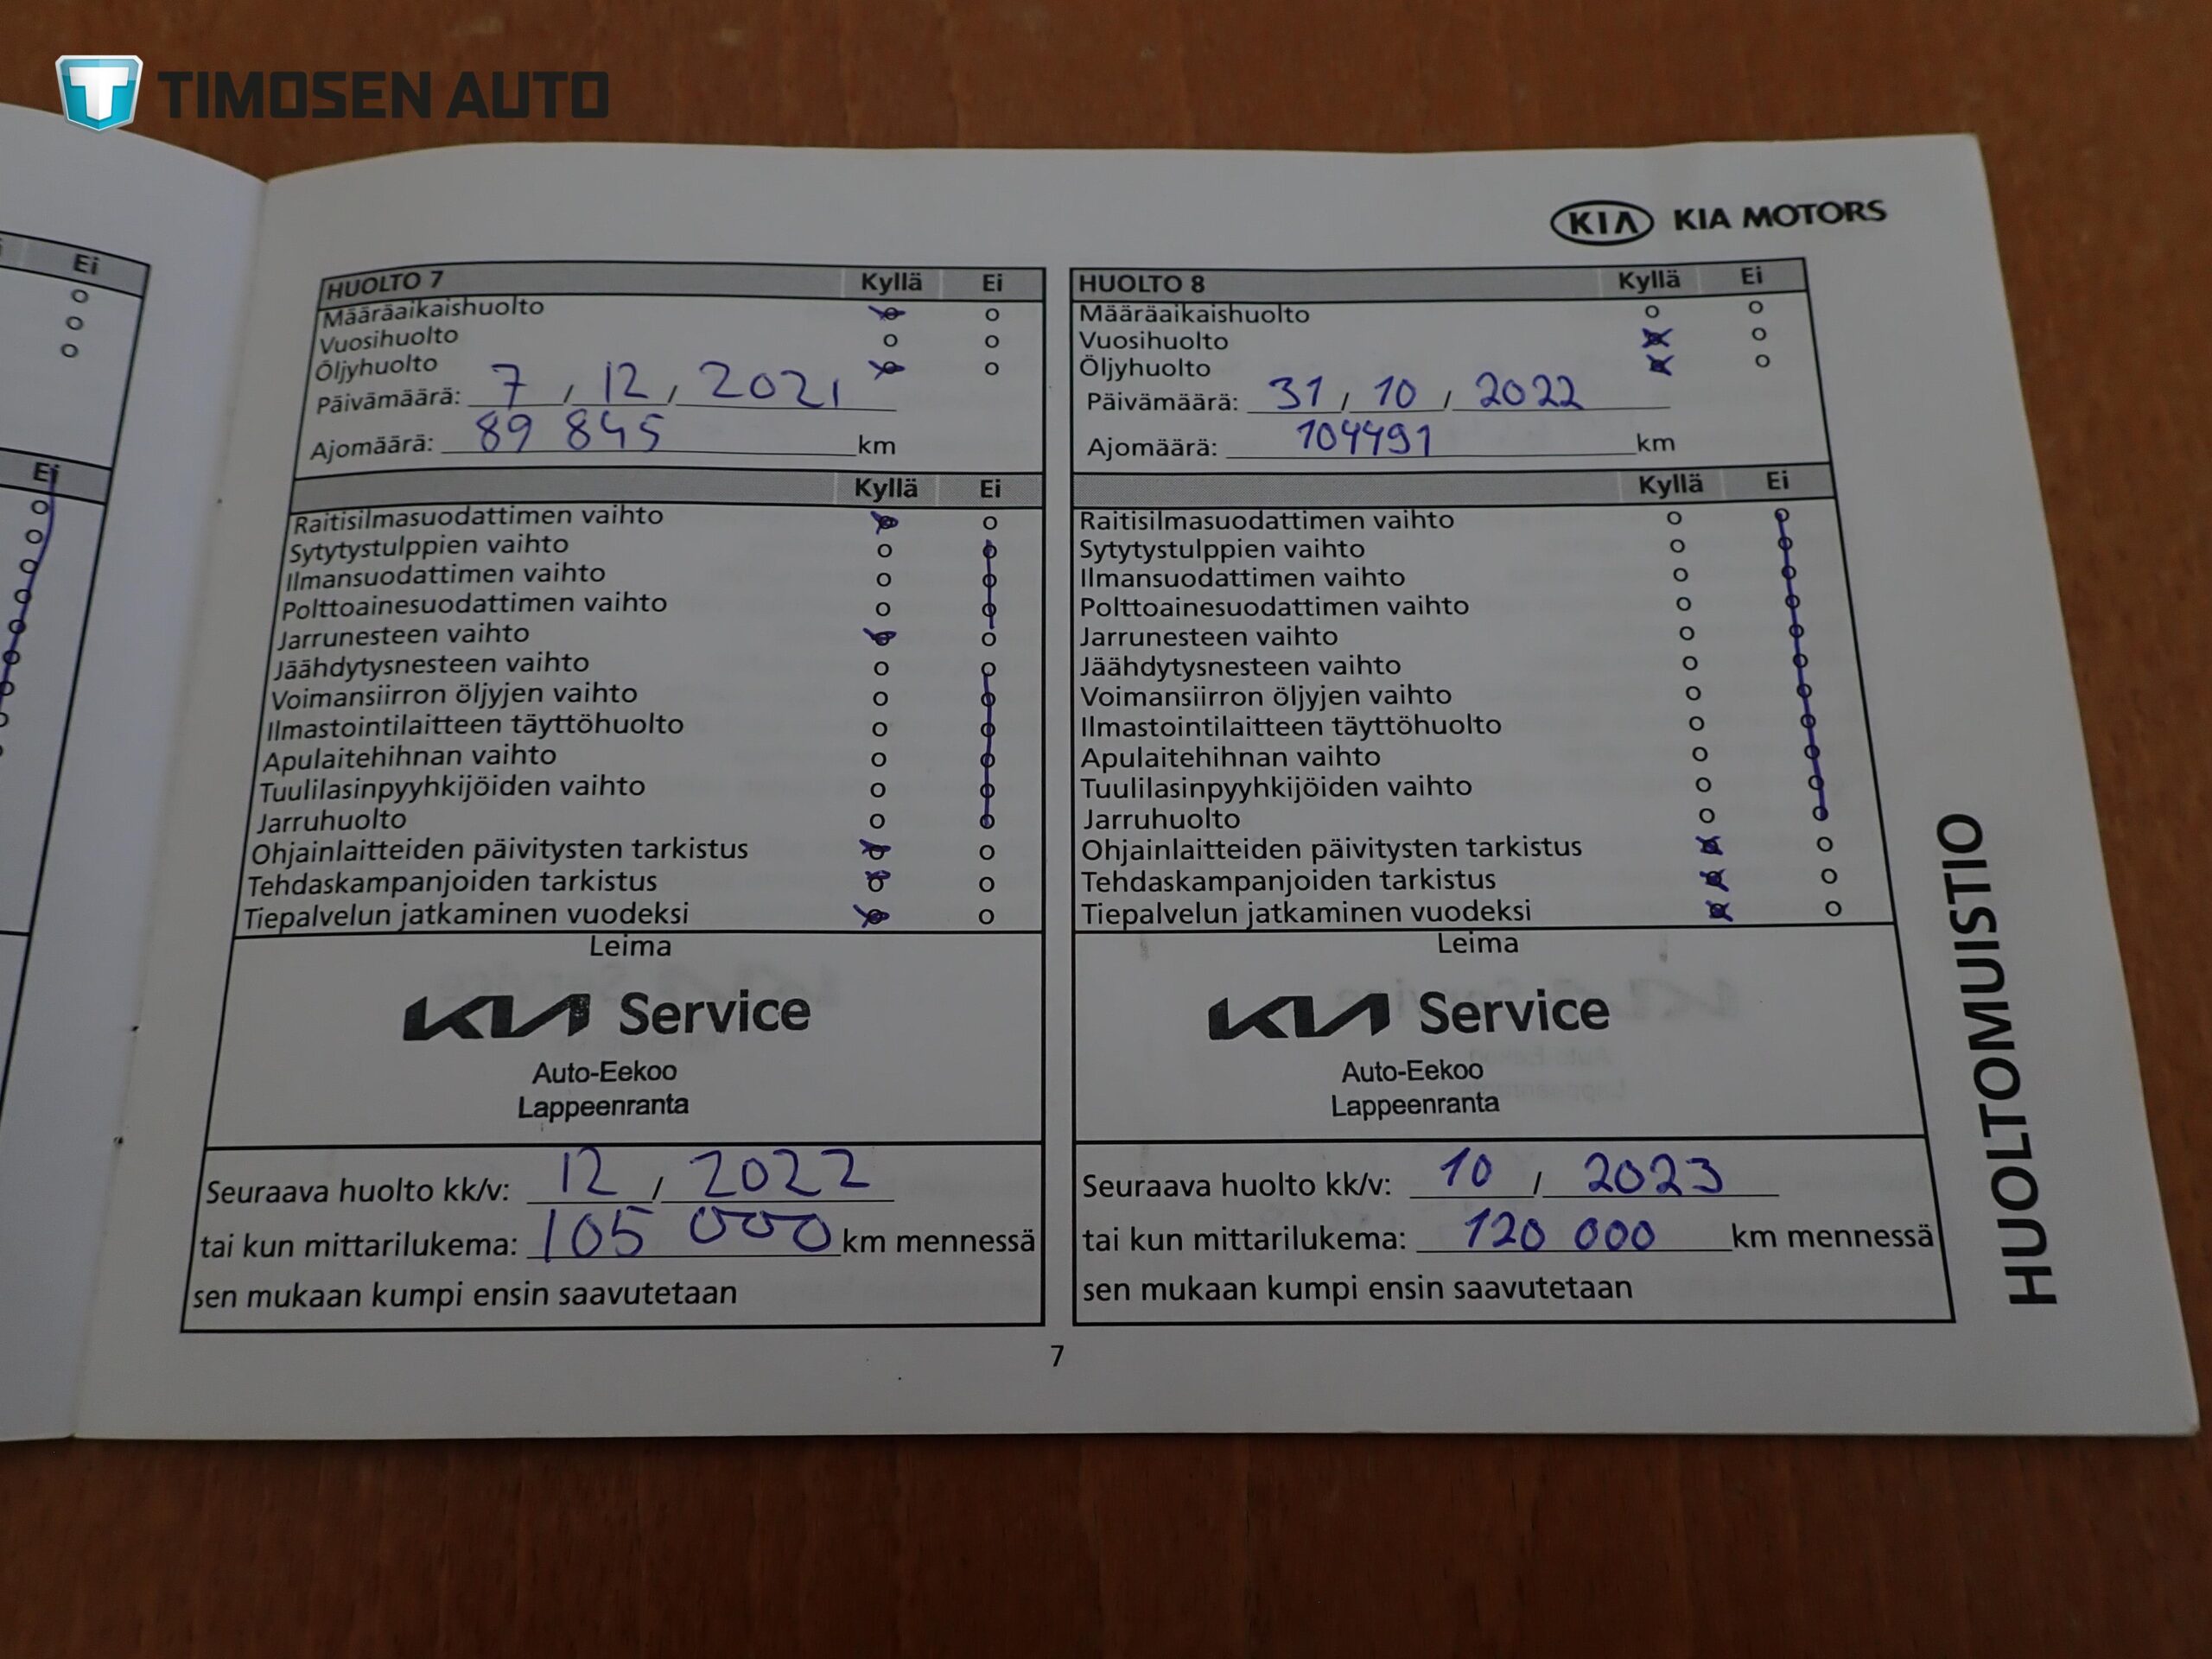 TIMOSEN AUTO
Ei
Ei
KIA KIA MOTORS
HUOLTO 7 Kyllä Ei
Määräaikaishuolto
Vuosihuolto
Öljyhuolto
Päivämäärä: 7 / 12 / 2021
Ajomäärä: 89 845 km
Kyllä Ei
Raitisilmasuodattimen vaihto
Sytytystulppien vaihto
Ilmansuodattimen vaihto
Polttoainesuodattimen vaihto
Jarrunesteen vaihto
Jäähdytysnesteen vaihto
Voimansiirron öljyjen vaihto
Ilmastointilaitteen täyttöhuolto
Apulaitehihnan vaihto
Tuulilasinpyyhkijöiden vaihto
Jarruhuolto
Ohjainlaitteiden päivitysten tarkistus
Tehdaskampanjoiden tarkistus
Tiepalvelun jatkaminen vuodeksi
Leima
KIA Service
Auto-Eekoo
Lappeenranta
Seuraava huolto kk/v: 12 / 2022
tai kun mittarilukema: 105 000 km mennessä
sen mukaan kumpi ensin saavutetaan
HUOLTO 8 Kyllä Ei
Määräaikaishuolto
Vuosihuolto
Öljyhuolto
Päivämäärä: 31 / 10 / 2022
Ajomäärä: 104491 km
Kyllä Ei
Raitisilmasuodattimen vaihto
Sytytystulppien vaihto
Ilmansuodattimen vaihto
Polttoainesuodattimen vaihto
Jarrunesteen vaihto
Jäähdytysnesteen vaihto
Voimansiirron öljyjen vaihto
Ilmastointilaitteen täyttöhuolto
Apulaitehihnan vaihto
Tuulilasinpyyhkijöiden vaihto
Jarruhuolto
Ohjainlaitteiden päivitysten tarkistus
Tehdaskampanjoiden tarkistus
Tiepalvelun jatkaminen vuodeksi
Leima
KIA Service
Auto-Eekoo
Lappeenranta
Seuraava huolto kk/v: 10 / 2023
tai kun mittarilukema: 120 000 km mennessä
sen mukaan kumpi ensin saavutetaan
HUOLTOMUISTIO
7